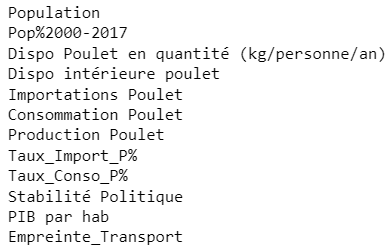 Population
Pop%2000-2017
Dispo Poulet en quantité (kg/personne/an)
Dispo intérieure poulet
Importations Poulet
Consommation Poulet
Production Poulet
Taux_Import_P%
Taux_Conso_P%
Stabilité Politique
PIB par hab
Empreinte_Transport